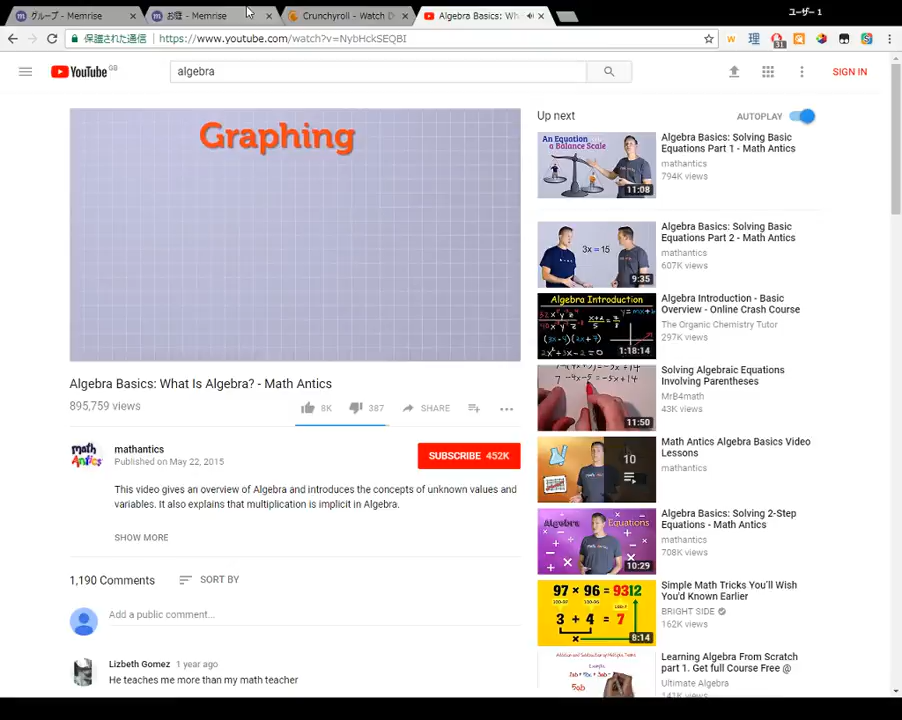 グループ - Memrise
お庭 - Memrise
Crunchyroll - Watch D
Algebra Basics: Wh
ユーザー 1
保護された通信
https://www.youtube.com/watch?v=NybHckSEQBI
31
YouTube GB
algebra
SIGN IN
Graphing
Algebra Basics: What Is Algebra? - Math Antics
895,759 views
8K
387
SHARE
math Antics
mathantics
Published on May 22, 2015
SUBSCRIBE 452K
This video gives an overview of Algebra and introduces the concepts of unknown values and
variables. It also explains that multiplication is implicit in Algebra.
SHOW MORE
1,190 Comments
SORT BY
Add a public comment...
Lizbeth Gomez 1 year ago
He teaches me more than my math teacher
Up next
AUTOPLAY
An Equation
a Balance Scale
11:08
Algebra Basics: Solving Basic
Equations Part 1 - Math Antics
mathantics
794K views
3x = 15
9:35
Algebra Basics: Solving Basic
Equations Part 2 - Math Antics
mathantics
607K views
Algebra Introduction
1:18:14
Algebra Introduction - Basic
Overview - Online Crash Course
The Organic Chemistry Tutor
297K views
11:50
Solving Algebraic Equations
Involving Parentheses
MrB4math
43K views
10
Math Antics Algebra Basics Video
Lessons
mathantics
Algebra Equations
10:29
Algebra Basics: Solving 2-Step
Equations - Math Antics
mathantics
708K views
97 × 96 = 9312
3 + 4 = 7
8:14
Simple Math Tricks You'll Wish
You'd Known Earlier
BRIGHT SIDE
162K views
5ab
Learning Algebra From Scratch
part 1. Get full Course Free @
Ultimate Algebra
141K views